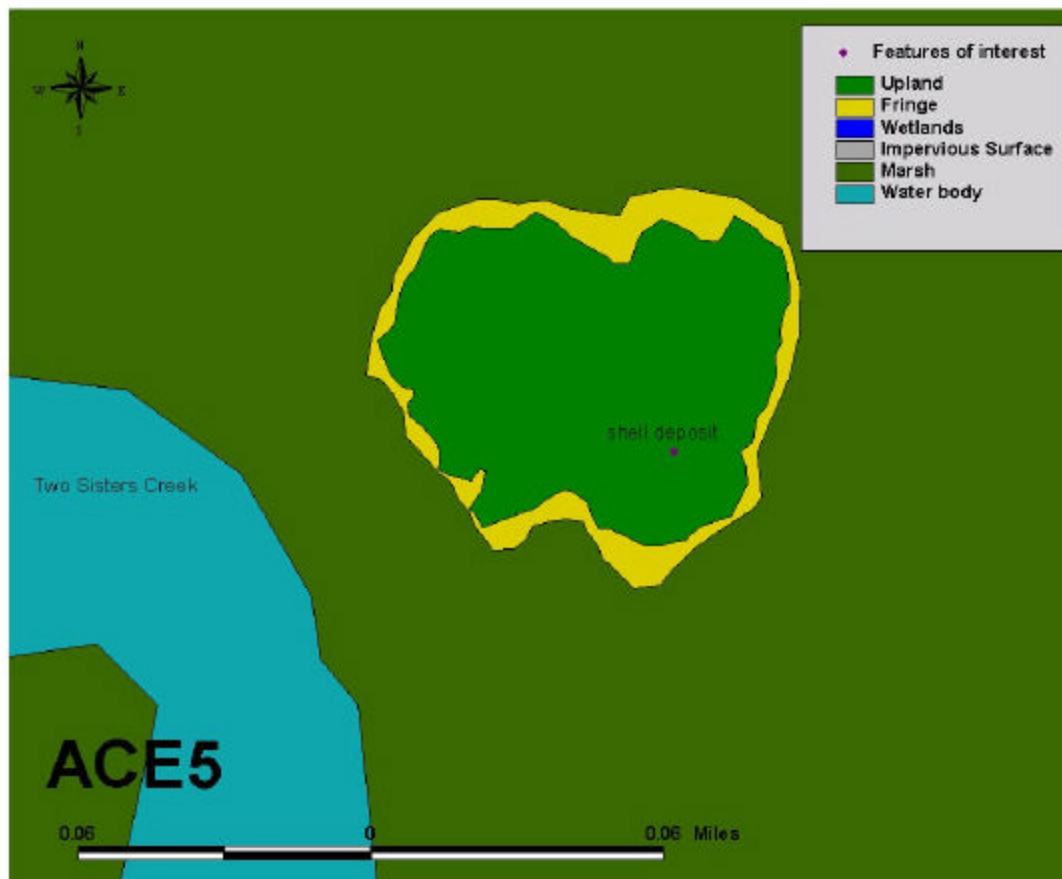 N
W E
S
Features of interest
Upland
Fringe
Wetlands
Impervious Surface
Marsh
Water body
shell deposit
Two Sisters Creek
ACE5
0.06 0 0.06 Miles